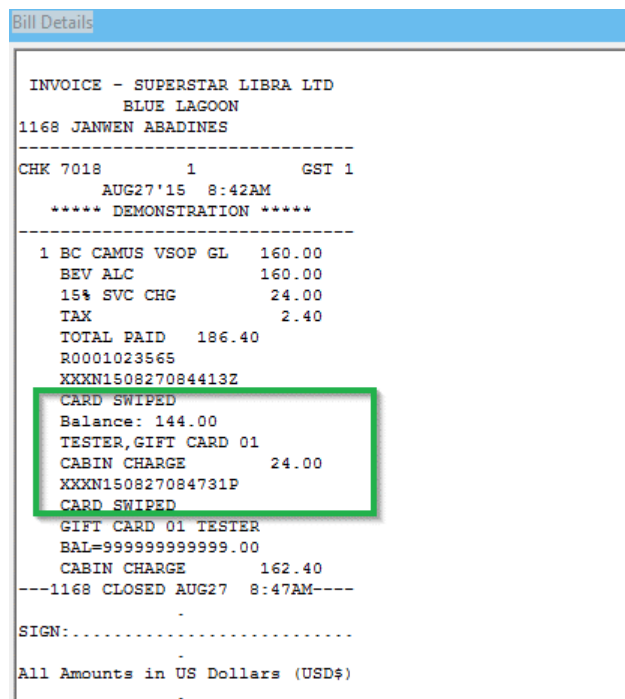 Bill Details
INVOICE - SUPERSTAR LIBRA LTD
BLUE LAGOON
1168 JANWEN ABADINES
--------------------------------
CHK 7018 1 GST 1
AUG27'15 8:42AM
***** DEMONSTRATION *****
--------------------------------
1 BC CAMUS VSOP GL 160.00
BEV ALC 160.00
15% SVC CHG 24.00
TAX 2.40
TOTAL PAID 186.40
R0001023565
XXXN150827084413Z
CARD SWIPED
Balance: 144.00
TESTER,GIFT CARD 01
CABIN CHARGE 24.00
XXXN150827084731P
CARD SWIPED
GIFT CARD 01 TESTER
BAL=999999999999.00
CABIN CHARGE 162.40
---1168 CLOSED AUG27 8:47AM----
.
SIGN:...........................
.
All Amounts in US Dollars (USD$)
.